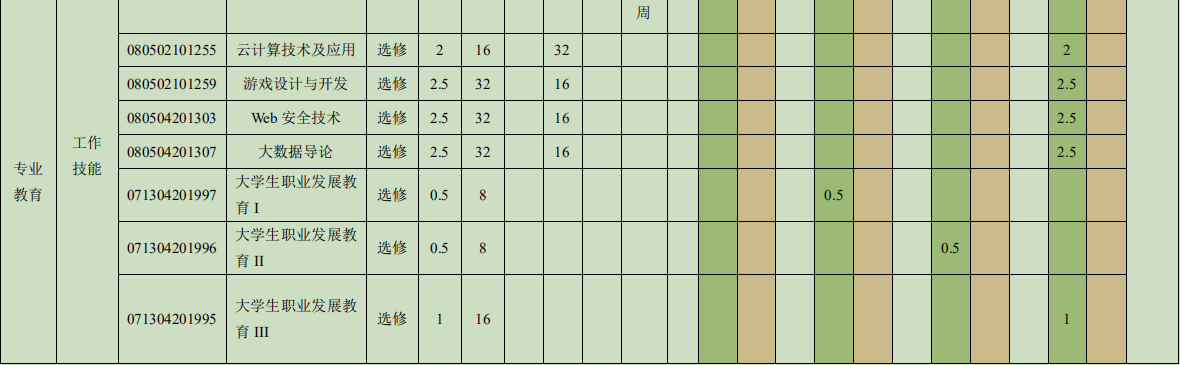 周
专业
教育
工作
技能
080502101255 云计算技术及应用 选修 2 16 32 2
080502101259 游戏设计与开发 选修 2.5 32 16 2.5
080504201303 Web 安全技术 选修 2.5 32 16 2.5
080504201307 大数据导论 选修 2.5 32 16 2.5
071304201997 大学生职业发展教
育 I 选修 0.5 8 0.5
071304201996 大学生职业发展教
育 II 选修 0.5 8 0.5
071304201995 大学生职业发展教
育 III 选修 1 16 1